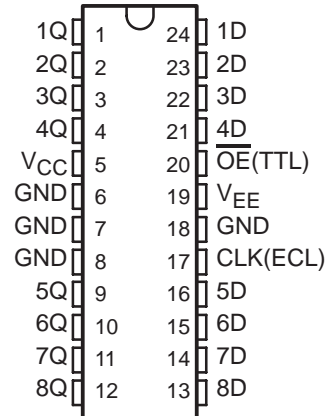 1Q 1 24 1D
2Q 2 23 2D
3Q 3 22 3D
4Q 4 21 4D
VCC 5 20 OE(TTL)
GND 6 19 VEE
GND 7 18 GND
GND 8 17 CLK(ECL)
5Q 9 16 5D
6Q 10 15 6D
7Q 11 14 7D
8Q 12 13 8D